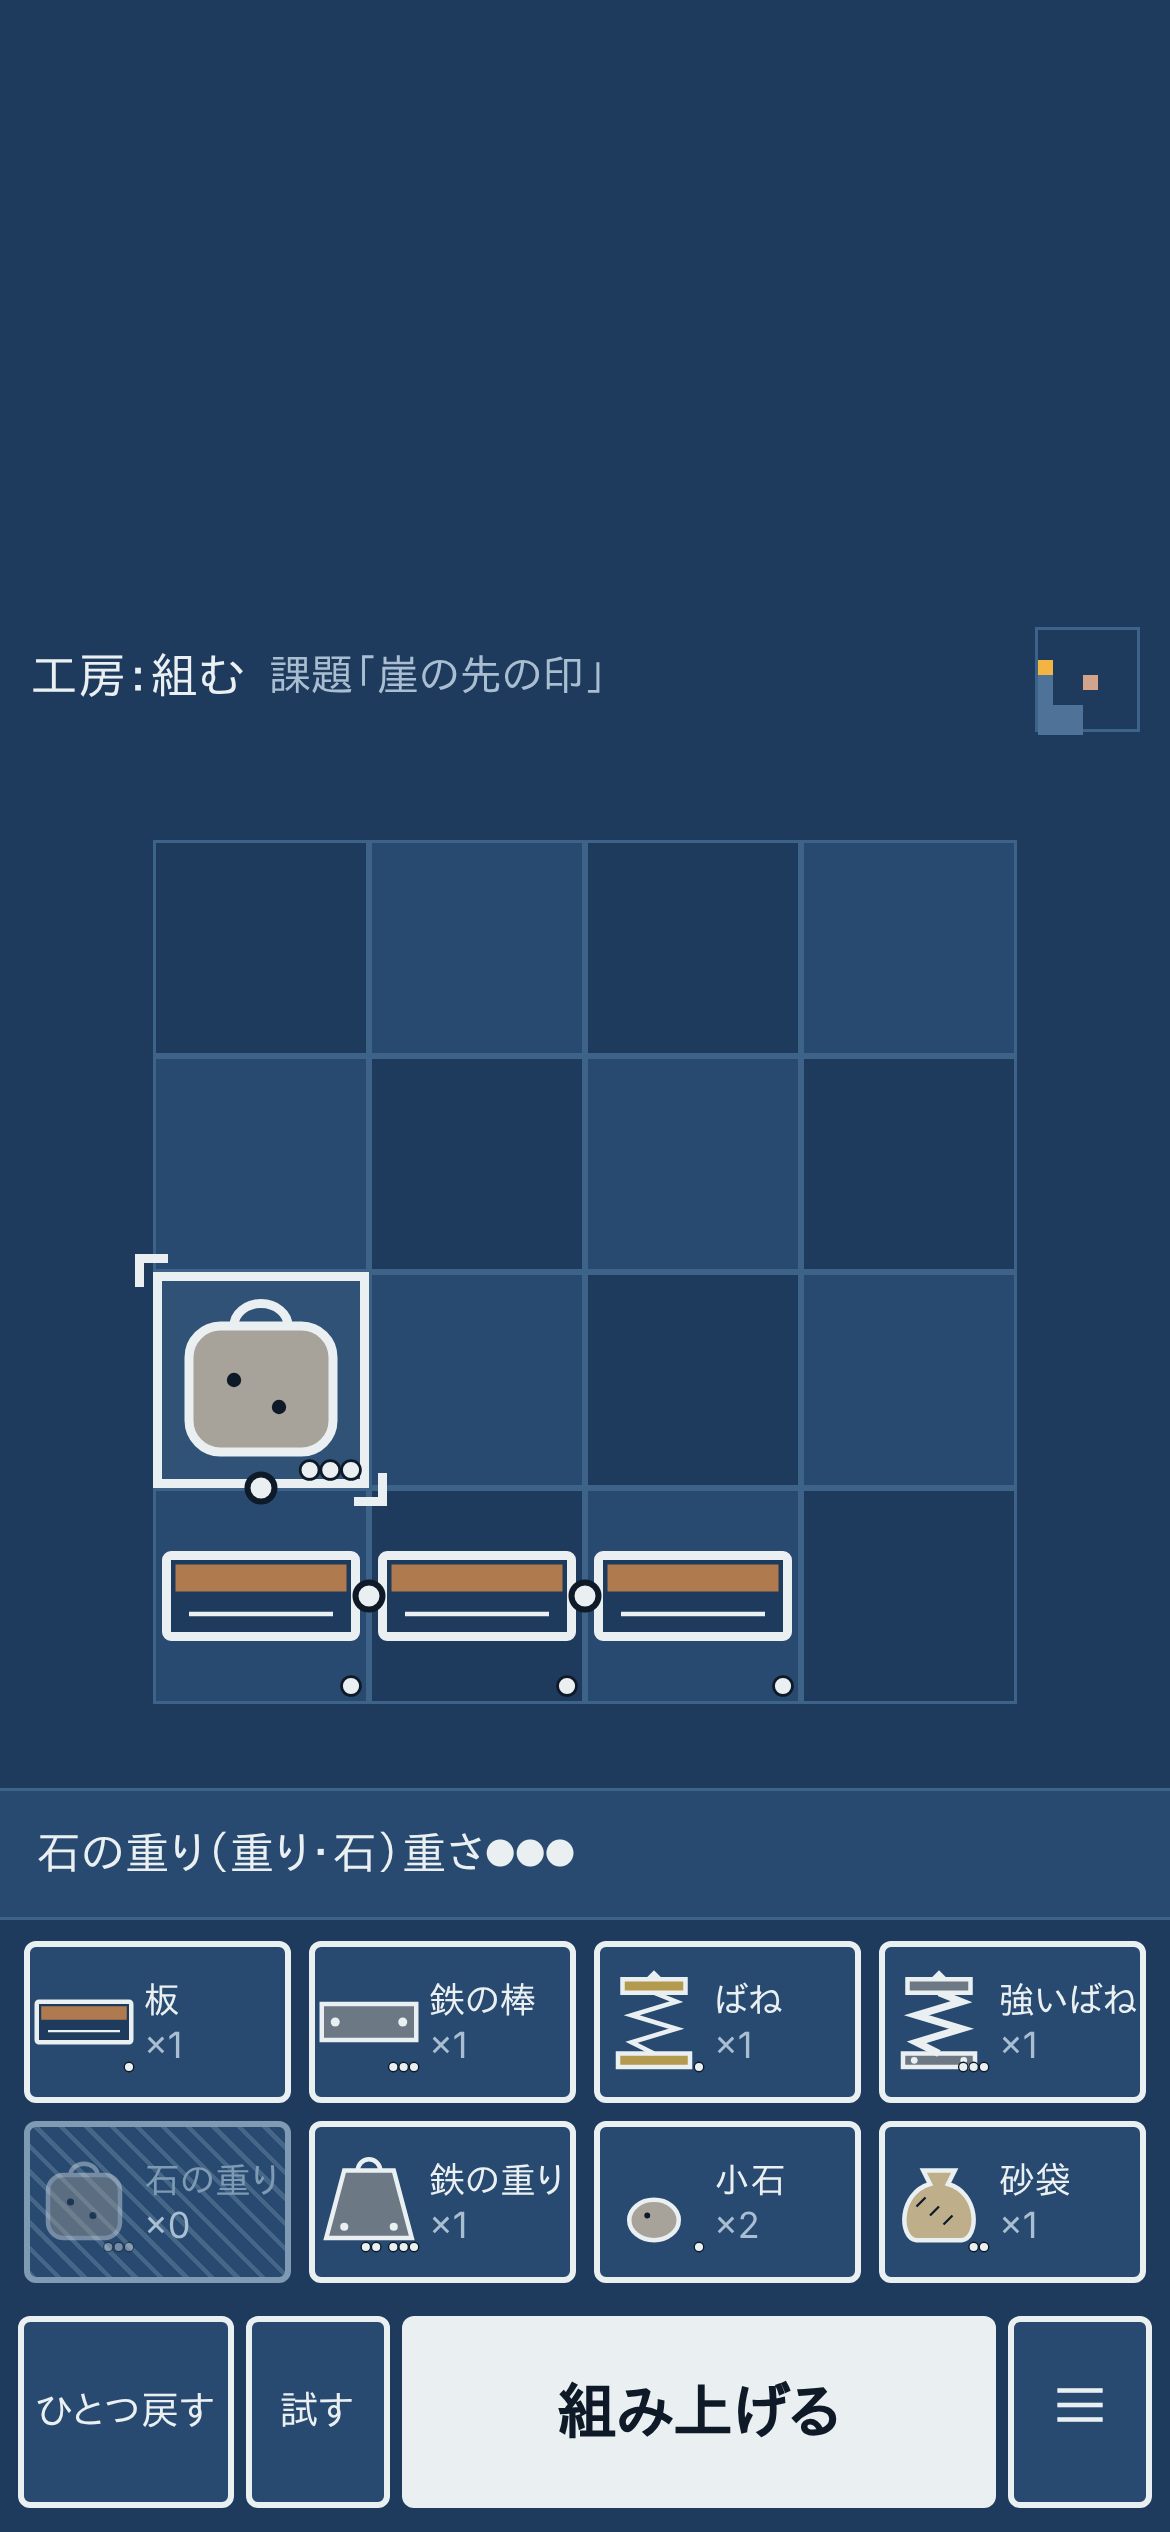 工房:組む 課題「崖の先の印」
石の重り(重り・石)重さ●●●
板
×1
鉄の棒
×1
ばね
×1
強いばね
×1
石の重り
×0
鉄の重り
×1
小石
×2
砂袋
×1
ひとつ戻す
試す
組み上げる